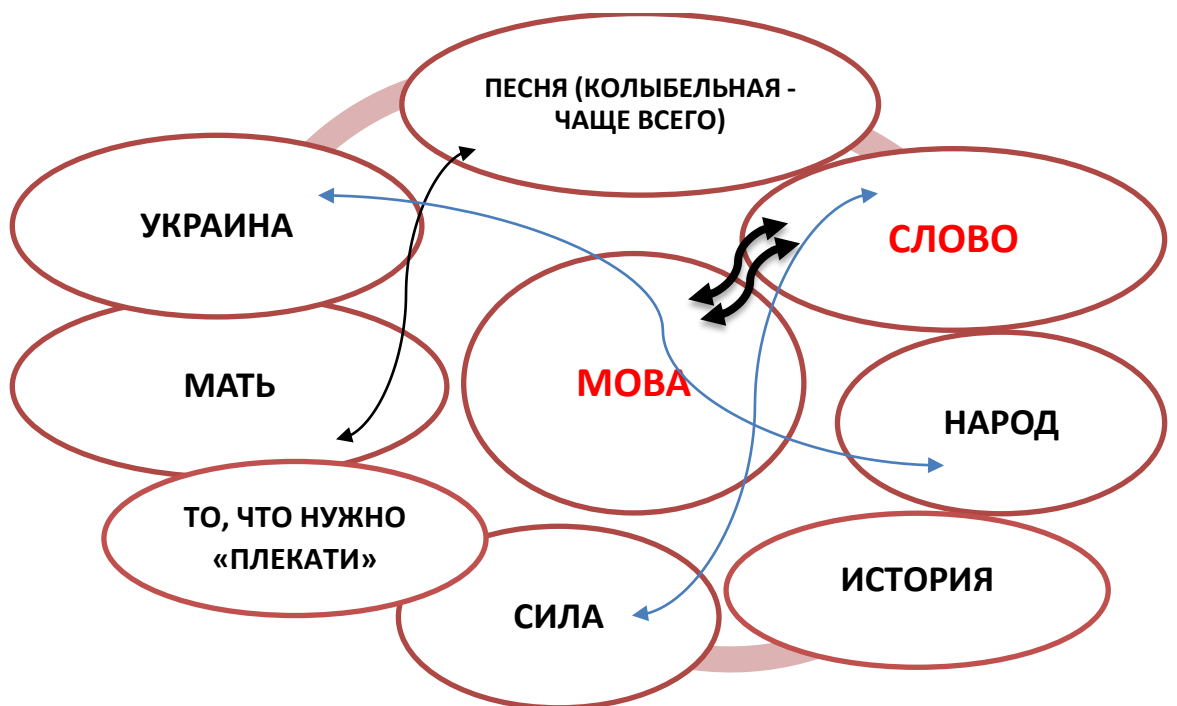 ПЕСНЯ (КОЛЫБЕЛЬНАЯ -
ЧАЩЕ ВСЕГО)
УКРАИНА
СЛОВО
МАТЬ
МОВА
НАРОД
ТО, ЧТО НУЖНО
«ПЛЕКАТИ»
ИСТОРИЯ
СИЛА